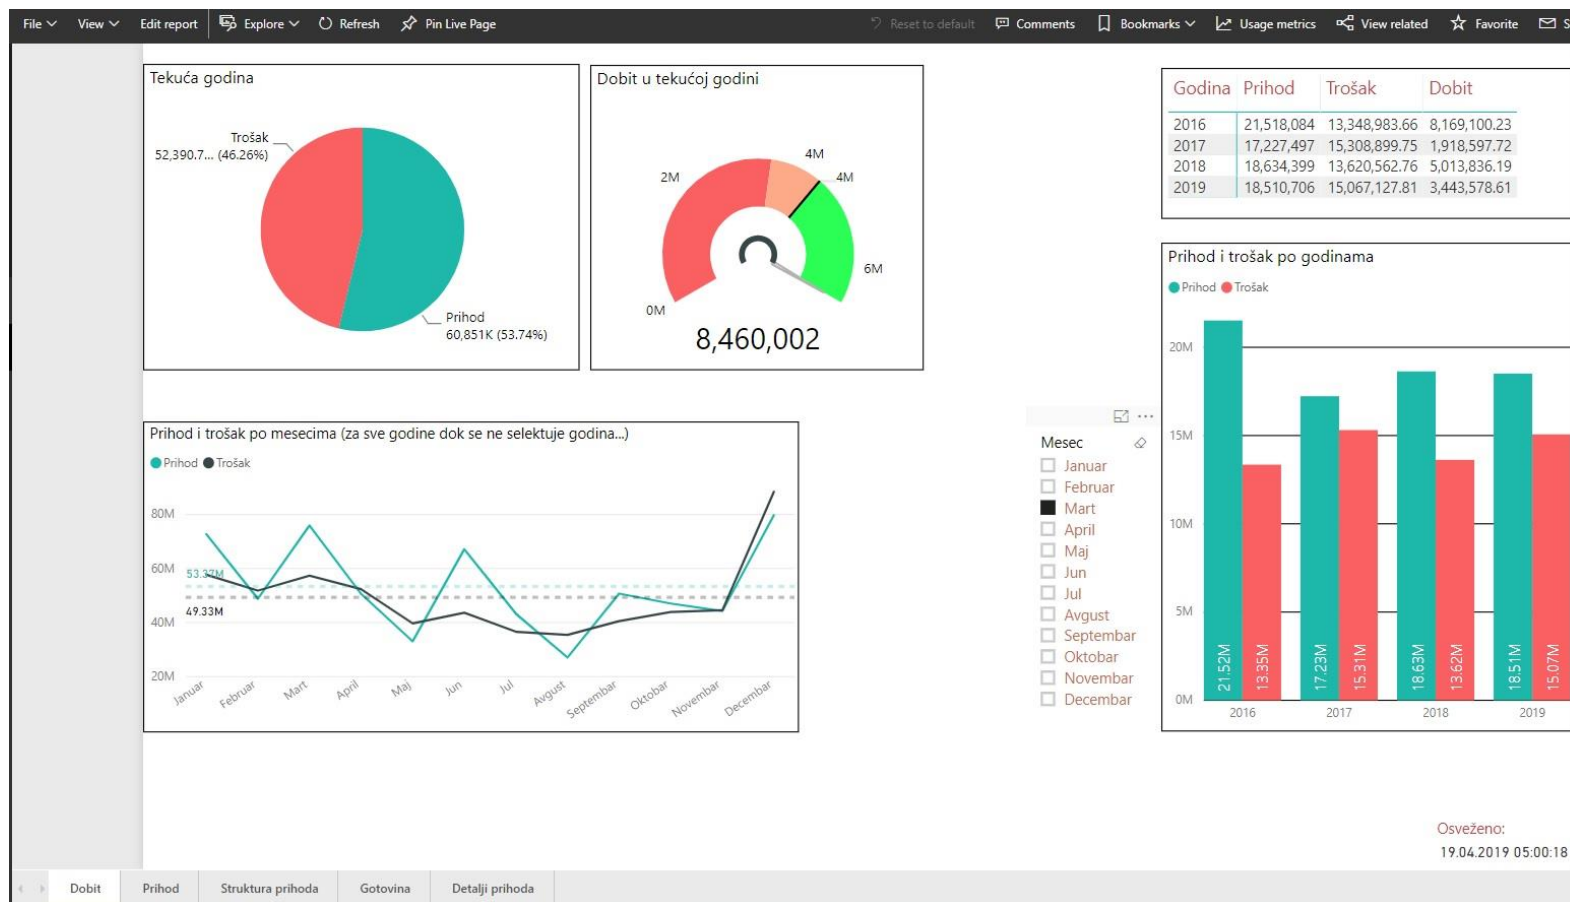 File View Edit report Explore Refresh Pin Live Page Reset to default Comments Bookmarks Usage metrics View related Favorite S
Tekuća godina
Trošak
52,390.7... (46.26%)
Prihod
60,851K (53.74%)
Dobit u tekućoj godini
4M
2M
4M
6M
0M
8,460,002
Godina Prihod Trošak Dobit
2016 21,518,084 13,348,983.66 8,169,100.23
2017 17,227,497 15,308,899.75 1,918,597.72
2018 18,634,399 13,620,562.76 5,013,836.19
2019 18,510,706 15,067,127.81 3,443,578.61
Prihod i trošak po mesecima (za sve godine dok se ne selektuje godina...)
Prihod Trošak
80M
60M
53.37M
49.33M
40M
20M
Januar Februar Mart April Maj Jun Jul Avgust Septembar Oktobar Novembar Decembar
Mesec
Januar
Februar
Mart
April
Maj
Jun
Jul
Avgust
Septembar
Oktobar
Novembar
Decembar
Prihod i trošak po godinama
Prihod Trošak
20M
15M
10M
5M
0M
21.52M 13.35M 17.23M 15.31M 18.63M 13.62M 18.51M 15.07M
2016 2017 2018 2019
Osveženo:
19.04.2019 05:00:18
Dobit Prihod Struktura prihoda Gotovina Detalji prihoda